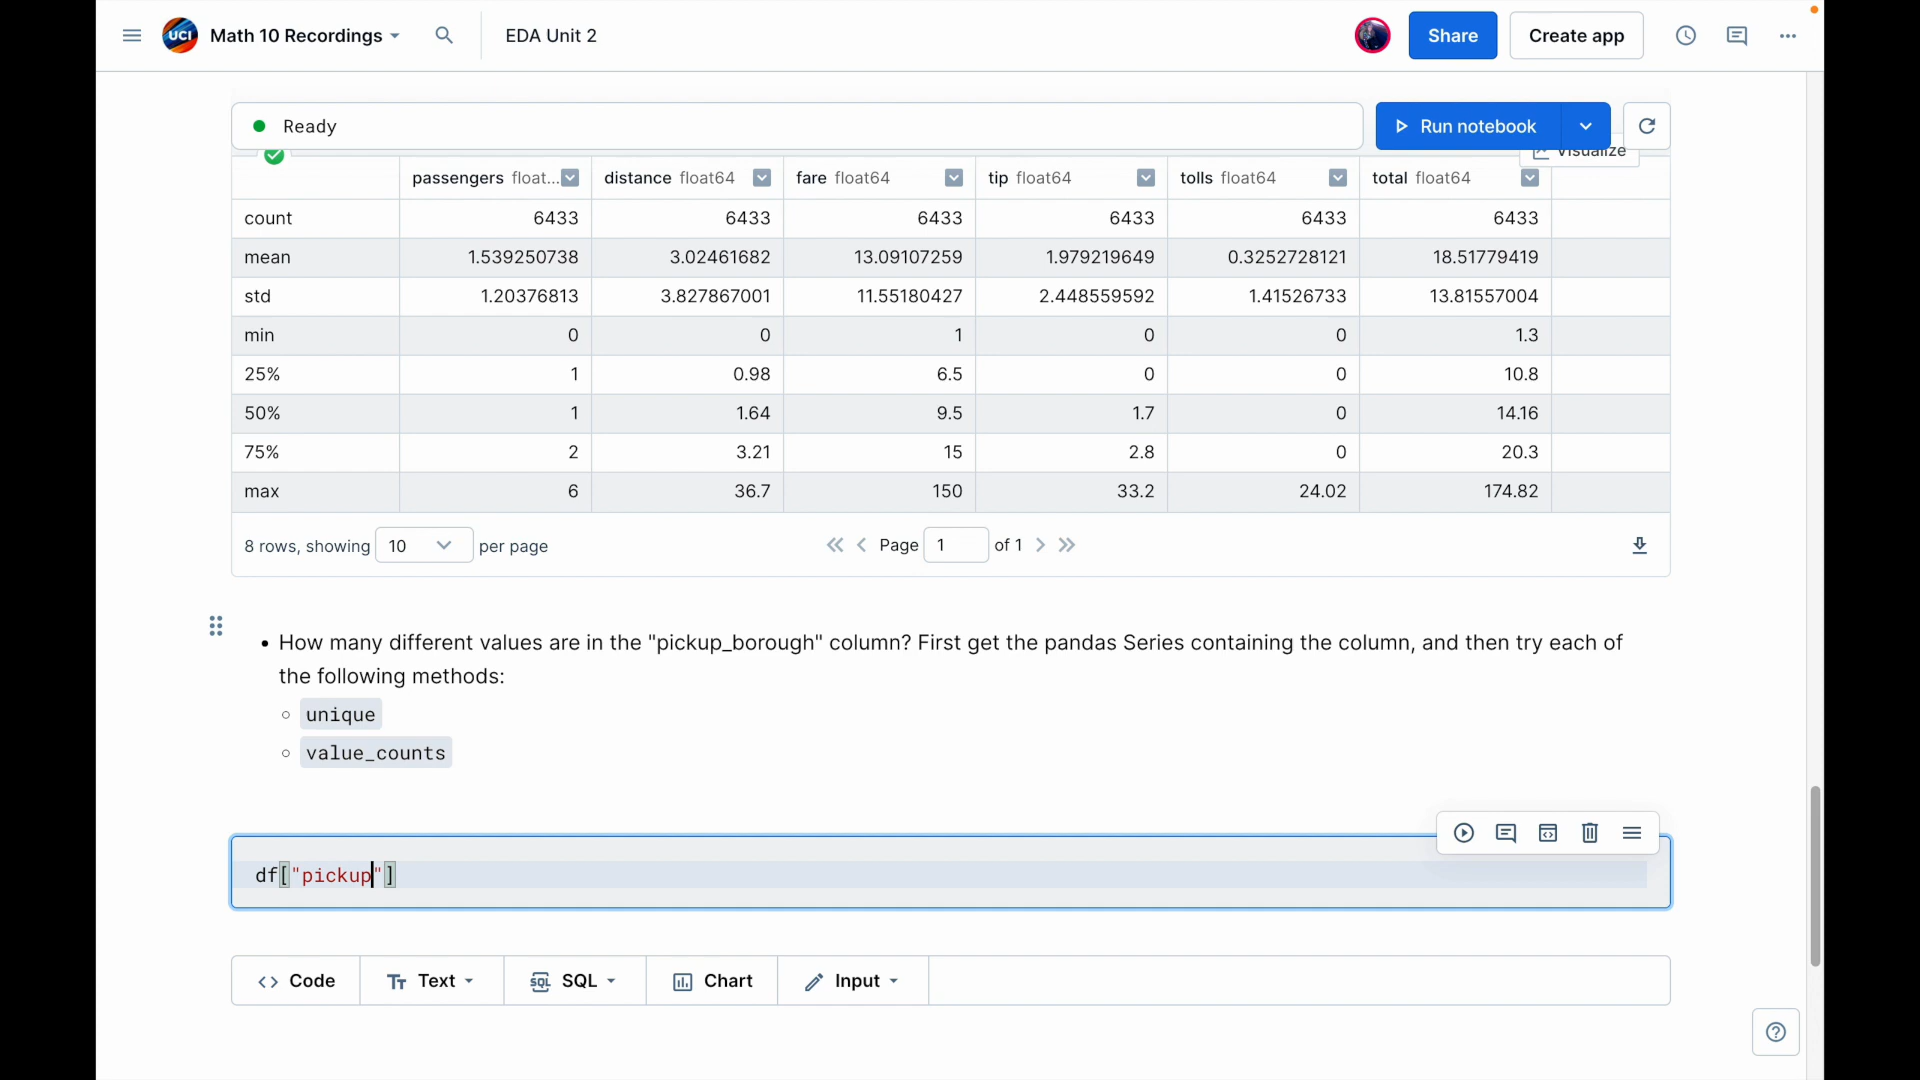 UCI Math 10 Recordings EDA Unit 2 Share Create app
Ready Run notebook
Visualize
passengers float... distance float64 fare float64 tip float64 tolls float64 total float64
count 6433 6433 6433 6433 6433 6433
mean 1.539250738 3.02461682 13.09107259 1.979219649 0.3252728121 18.51779419
std 1.20376813 3.827867001 11.55180427 2.448559592 1.41526733 13.81557004
min 0 0 1 0 0 1.3
25% 1 0.98 6.5 0 0 10.8
50% 1 1.64 9.5 1.7 0 14.16
75% 2 3.21 15 2.8 0 20.3
max 6 36.7 150 33.2 24.02 174.82
8 rows, showing 10 per page Page 1 of 1
• How many different values are in the "pickup_borough" column? First get the pandas Series containing the column, and then try each of
the following methods:
unique
value_counts
df["pickup"]
Code Text SQL SQL Chart Input